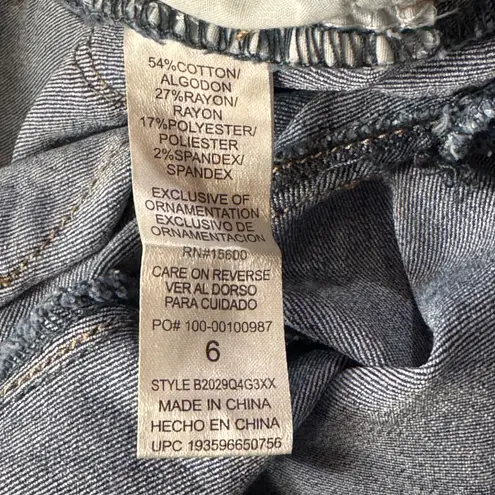 54%COTTON/
ALGODON
27%RAYON/
RAYON
17%POLYESTER/
POLIESTER
2%SPANDEX/
SPANDEX
EXCLUSIVE OF
ORNAMENTATION
EXCLUSIVO DE
ORNAMENTACION
RN#15600
CARE ON REVERSE
VER AL DORSO
PARA CUIDADO
PO# 100-00100987
6
STYLE B2029Q4G3XX
MADE IN CHINA
HECHO EN CHINA
UPC 193596650756